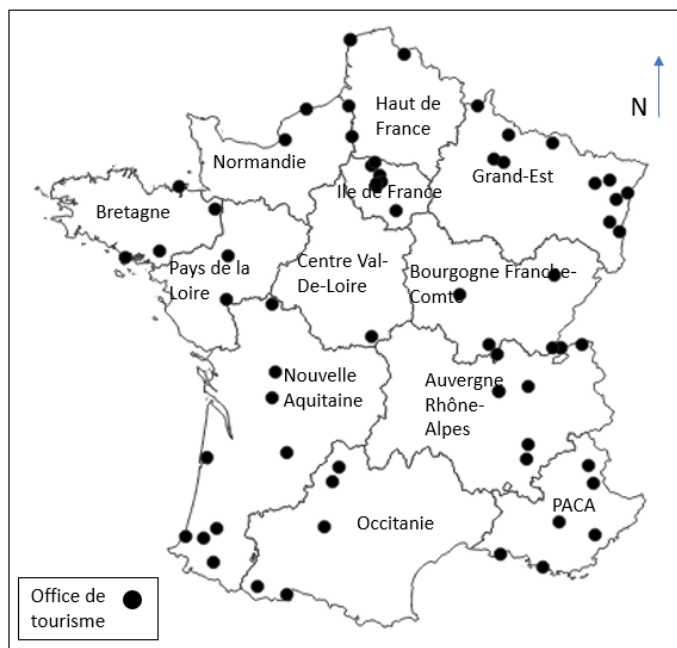 N
Haut de
France
Normandie
Grand-Est
Ile de France
Bretagne
Pays de la
Loire
Centre Val-
De-Loire
Bourgogne Franche-
Comté
Nouvelle
Aquitaine
Auvergne
Rhône-
Alpes
PACA
Occitanie
Office de
tourisme